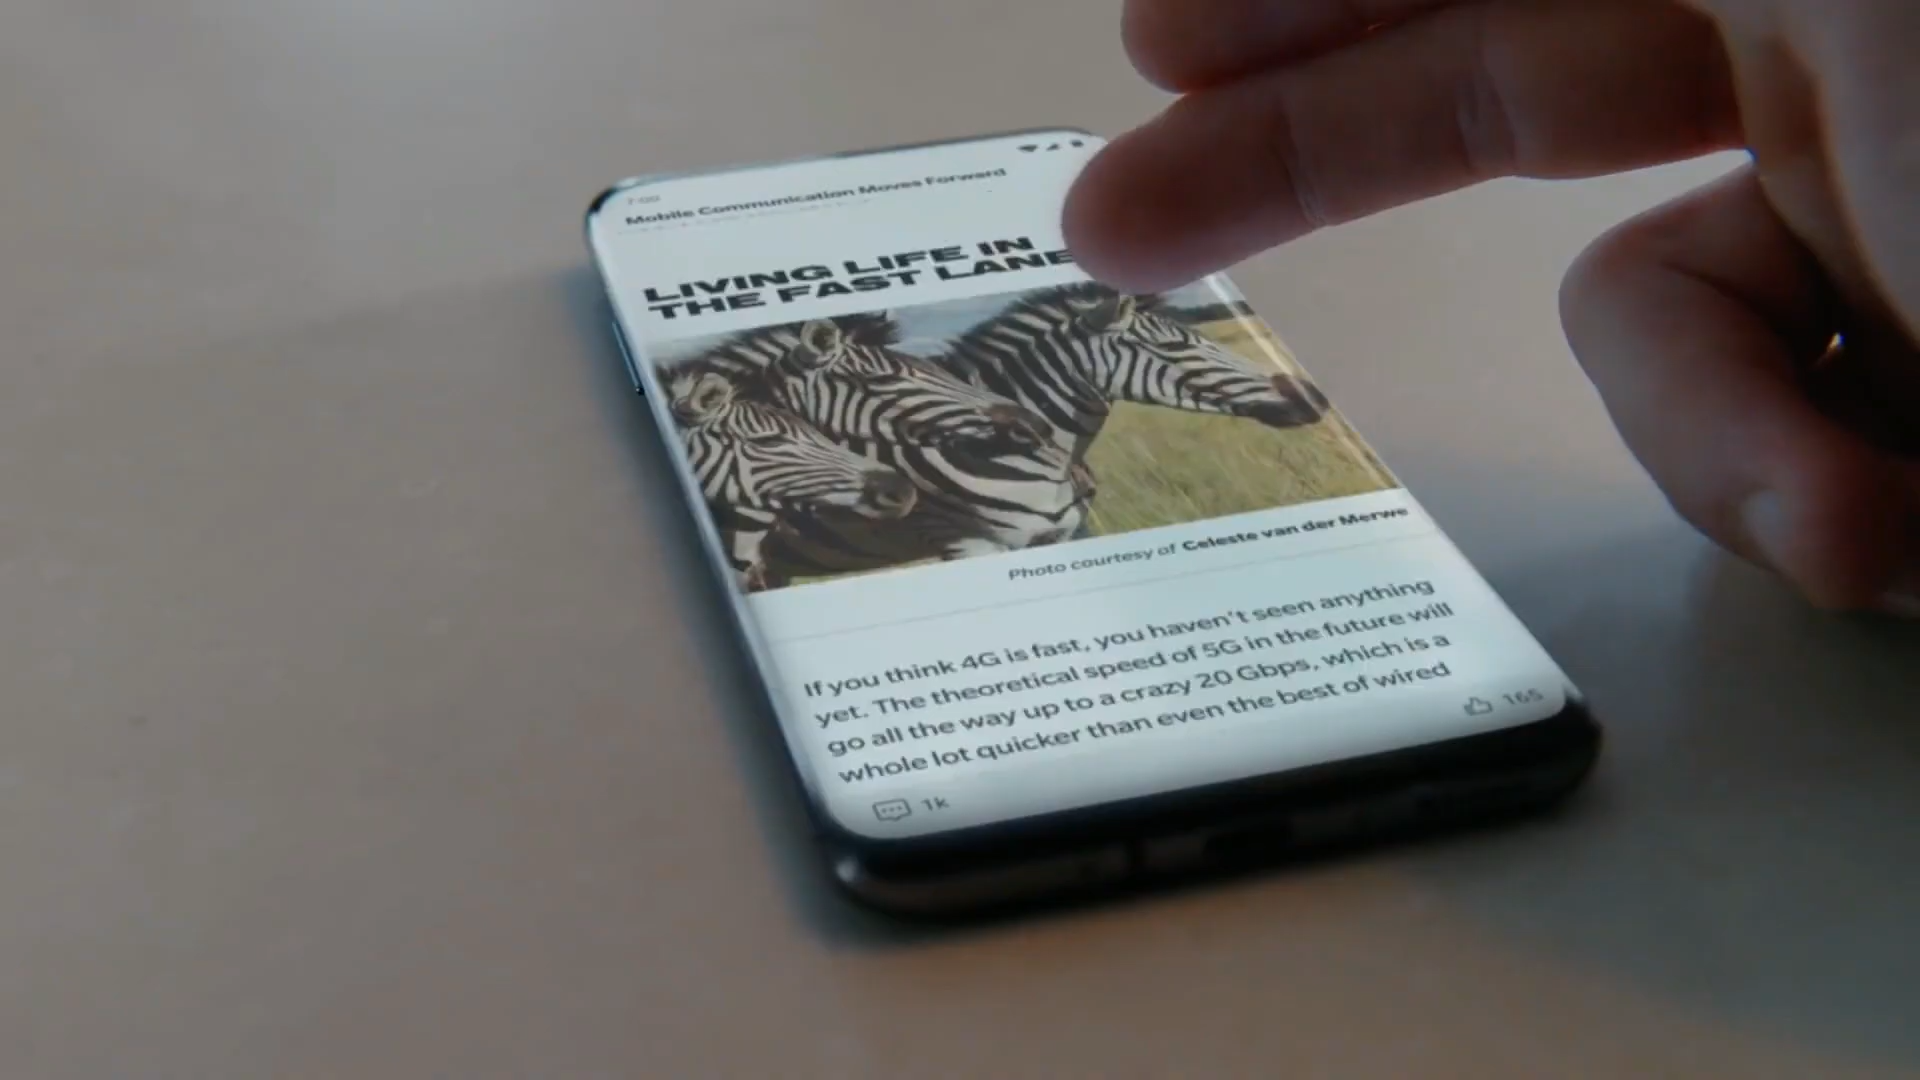 7:00
Mobile Communication Moves Forward
LIVING LIFE IN
THE FAST LANE
Photo courtesy of Celeste van der Merwe
If you think 4G is fast, you haven't seen anything
yet. The theoretical speed of 5G in the future will
go all the way up to a crazy 20 Gbps, which is a
whole lot quicker than even the best of wired
1k
165